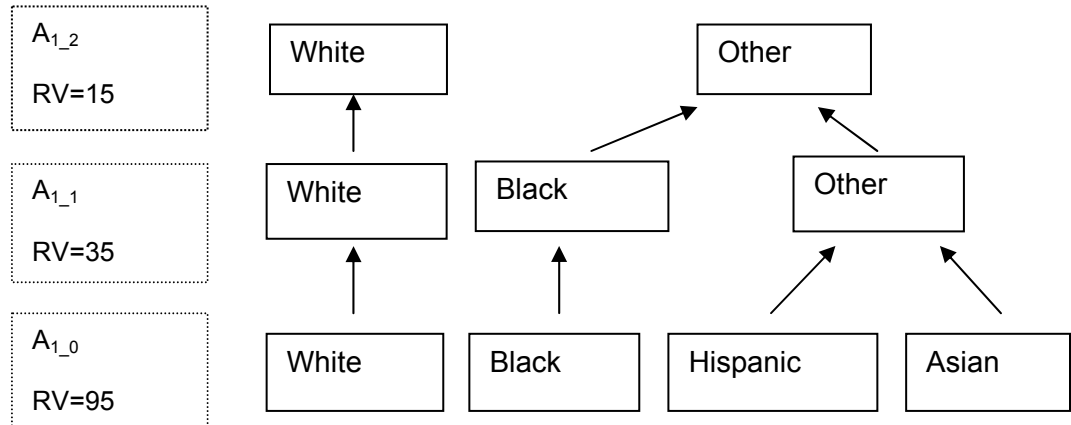 A1_2
RV=15
White
Other
A1_1
RV=35
White
Black
Other
A1_0
RV=95
White
Black
Hispanic
Asian